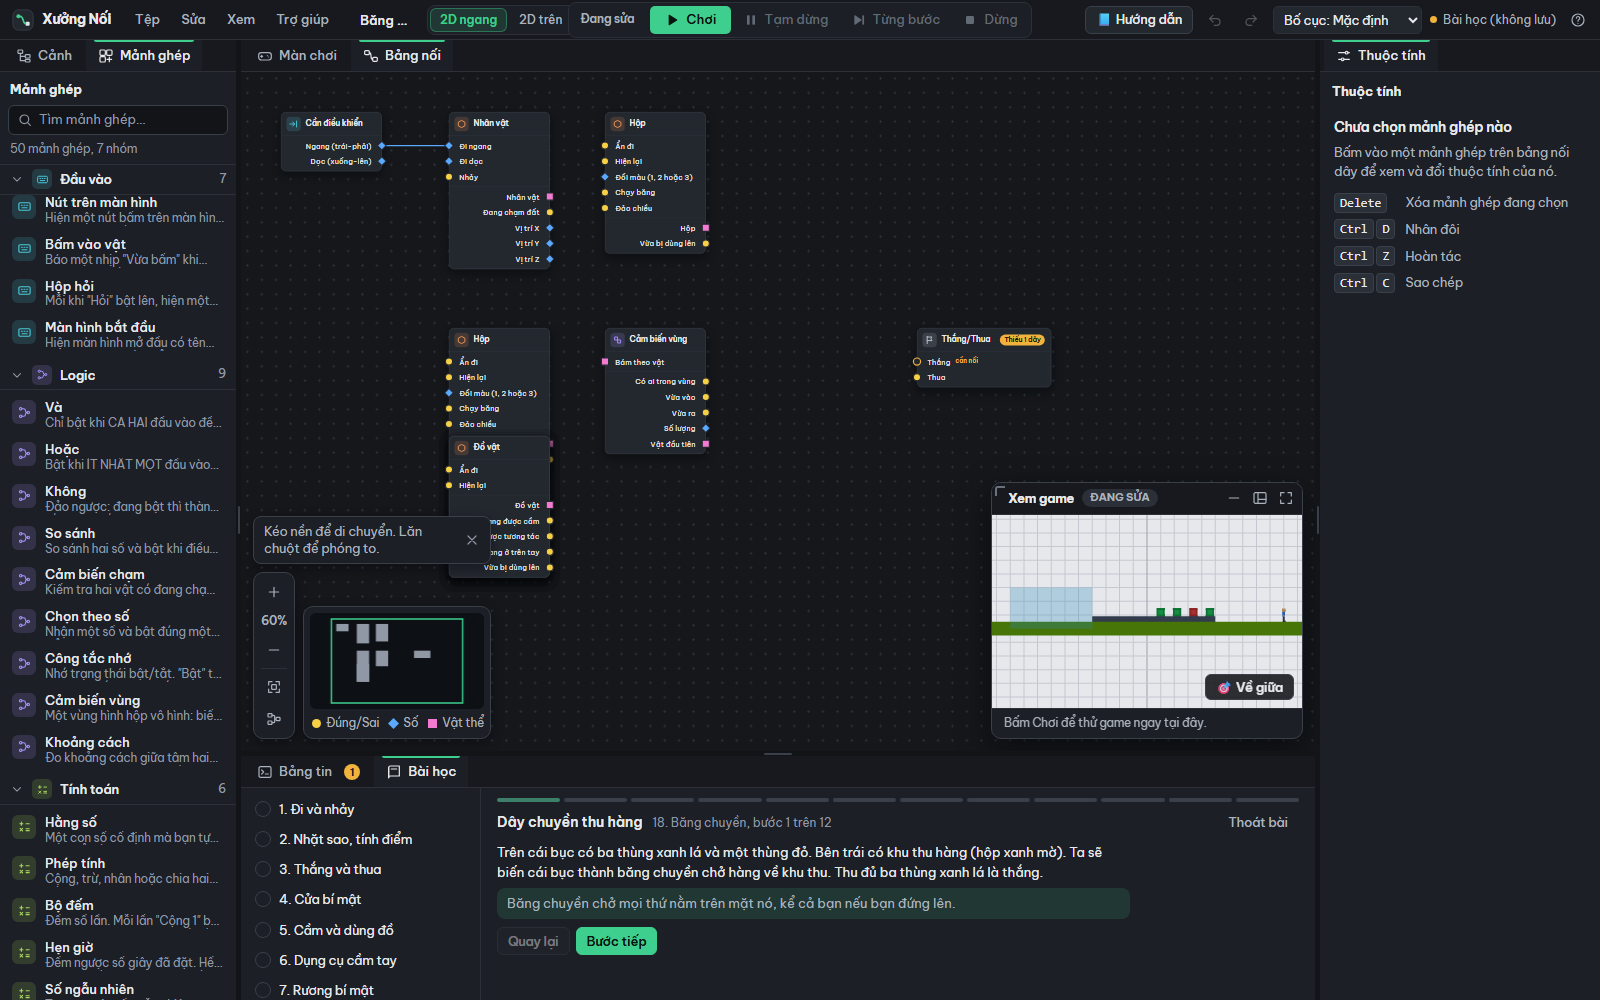 Xưởng Nối
Tệp
Sửa
Xem
Trợ giúp
Băng ...
2D ngang
2D trên
Đang sửa
Chơi
Tạm dừng
Từng bước
Dừng
Hướng dẫn
Bố cục: Mặc định
Bài học (không lưu)
Cảnh
Mảnh ghép
Màn chơi
Bảng nối
Thuộc tính
Mảnh ghép
Tìm mảnh ghép...
50 mảnh ghép, 7 nhóm
Đầu vào
7
Nút trên màn hình
Hiện một nút bấm trên màn hìn...
Bấm vào vật
Báo một nhịp "Vừa bấm" khi...
Hộp hỏi
Mỗi khi "Hỏi" bật lên, hiện một...
Màn hình bắt đầu
Hiện màn hình mở đầu có tên...
Logic
9
Và
Chỉ bật khi CẢ HAI đầu vào đề...
Hoặc
Bật khi ÍT NHẤT MỘT đầu vào...
Không
Đảo ngược: đang bật thì thàn...
So sánh
So sánh hai số và bật khi điều...
Cảm biến chạm
Kiểm tra hai vật có đang chạ...
Chọn theo số
Nhận một số và bật đúng một...
Công tắc nhớ
Nhớ trạng thái bật/tắt. "Bật" t...
Cảm biến vùng
Một vùng hình hộp vô hình: biế...
Khoảng cách
Đo khoảng cách giữa tâm hai...
Tính toán
6
Hằng số
Một con số cố định mà bạn tự...
Phép tính
Cộng, trừ, nhân hoặc chia hai...
Bộ đếm
Đếm số lần. Mỗi lần "Cộng 1" b...
Hẹn giờ
Đếm ngược số giây đã đặt. Hế...
Số ngẫu nhiên
Cần điều khiển
Ngang (trái-phải)
Dọc (xuống-lên)
Nhân vật
Đi ngang
Đi dọc
Nhảy
Nhân vật
Đang chạm đất
Vị trí X
Vị trí Y
Vị trí Z
Hộp
Ẩn đi
Hiện lại
Đổi màu (1, 2 hoặc 3)
Chạy băng
Đảo chiều
Hộp
Vừa bị dùng lên
Hộp
Ẩn đi
Hiện lại
Đổi màu (1, 2 hoặc 3)
Chạy băng
Đảo chiều
Đồ vật
Ẩn đi
Hiện lại
Đồ vật
ng được cầm
ược tương tác
ang ở trên tay
Vừa bị dùng lên
Cảm biến vùng
Bám theo vật
Có ai trong vùng
Vừa vào
Vừa ra
Số lượng
Vật đầu tiên
Thắng/Thua
Thiếu 1 dây
Thắng
cần nối
Thua
Kéo nền để di chuyển. Lăn
chuột để phóng to.
60%
Đúng/Sai
Số
Vật thể
Xem game
ĐANG SỬA
Về giữa
Bấm Chơi để thử game ngay tại đây.
Thuộc tính
Chưa chọn mảnh ghép nào
Bấm vào một mảnh ghép trên bảng nối
dây để xem và đổi thuộc tính của nó.
Delete
Xóa mảnh ghép đang chọn
Ctrl D
Nhân đôi
Ctrl Z
Hoàn tác
Ctrl C
Sao chép
Bảng tin
1
Bài học
1. Đi và nhảy
2. Nhặt sao, tính điểm
3. Thắng và thua
4. Cửa bí mật
5. Cầm và dùng đồ
6. Dụng cụ cầm tay
7. Rương bí mật
Dây chuyền thu hàng
18. Băng chuyền, bước 1 trên 12
Thoát bài
Trên cái bục có ba thùng xanh lá và một thùng đỏ. Bên trái có khu thu hàng (hộp xanh mờ). Ta sẽ
biến cái bục thành băng chuyền chở hàng về khu thu. Thu đủ ba thùng xanh lá là thắng.
Băng chuyền chở mọi thứ nằm trên mặt nó, kể cả bạn nếu bạn đứng lên.
Quay lại
Bước tiếp